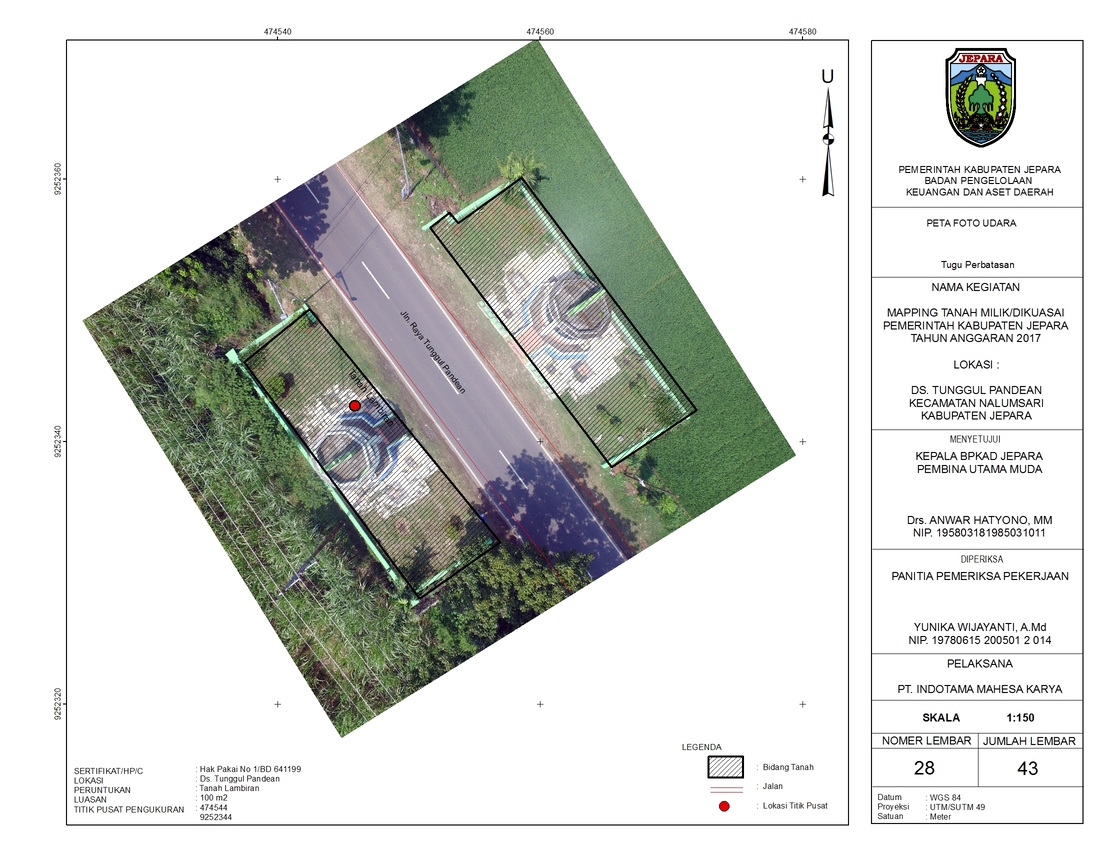 474540
474560
474580
9252360
9252340
9252320
U
Jln. Raya Tunggul Pandean
Tanah Lambiran
SERTIFIKAT/HP/C : Hak Pakai No 1/BD 641199
LOKASI : Ds. Tunggul Pandean
PERUNTUKAN : Tanah Lambiran
LUASAN : 100 m2
TITIK PUSAT PENGUKURAN : 474544
9252344
LEGENDA
: Bidang Tanah
: Jalan
: Lokasi Titik Pusat
JEPARA
PEMERINTAH KABUPATEN JEPARA
BADAN PENGELOLAAN
KEUANGAN DAN ASET DAERAH
PETA FOTO UDARA
Tugu Perbatasan
NAMA KEGIATAN
MAPPING TANAH MILIK/DIKUASAI
PEMERINTAH KABUPATEN JEPARA
TAHUN ANGGARAN 2017
LOKASI :
DS. TUNGGUL PANDEAN
KECAMATAN NALUMSARI
KABUPATEN JEPARA
MENYETUJUI
KEPALA BPKAD JEPARA
PEMBINA UTAMA MUDA
Drs. ANWAR HATYONO, MM
NIP. 195803181985031011
DIPERIKSA
PANITIA PEMERIKSA PEKERJAAN
YUNIKA WIJAYANTI, A.Md
NIP. 19780615 200501 2 014
PELAKSANA
PT. INDOTAMA MAHESA KARYA
SKALA 1:150
NOMER LEMBAR JUMLAH LEMBAR
28 43
Datum : WGS 84
Proyeksi : UTM/SUTM 49
Satuan : Meter